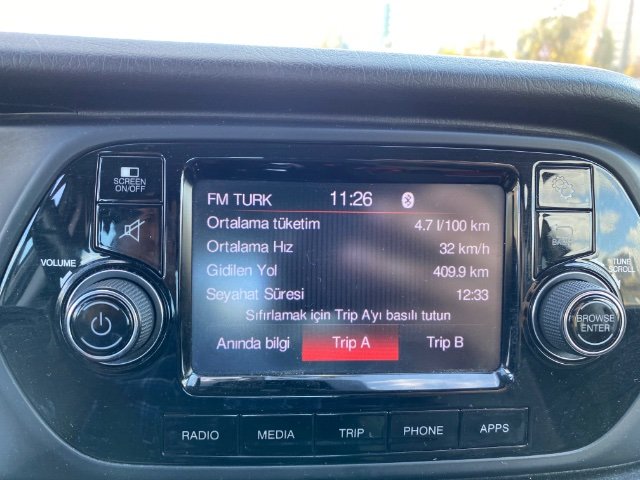 SCREEN
ON/OFF
VOLUME
FM TURK 11:26
Ortalama tüketim 4.7 l/100 km
Ortalama Hız 32 km/h
Gidilen Yol 409.9 km
Seyahat Süresi 12:33
Sıfırlamak için Trip A'yı basılı tutun
Anında bilgi Trip A Trip B
BACK
TUNE
SCROLL
BROWSE
ENTER
RADIO MEDIA TRIP PHONE APPS